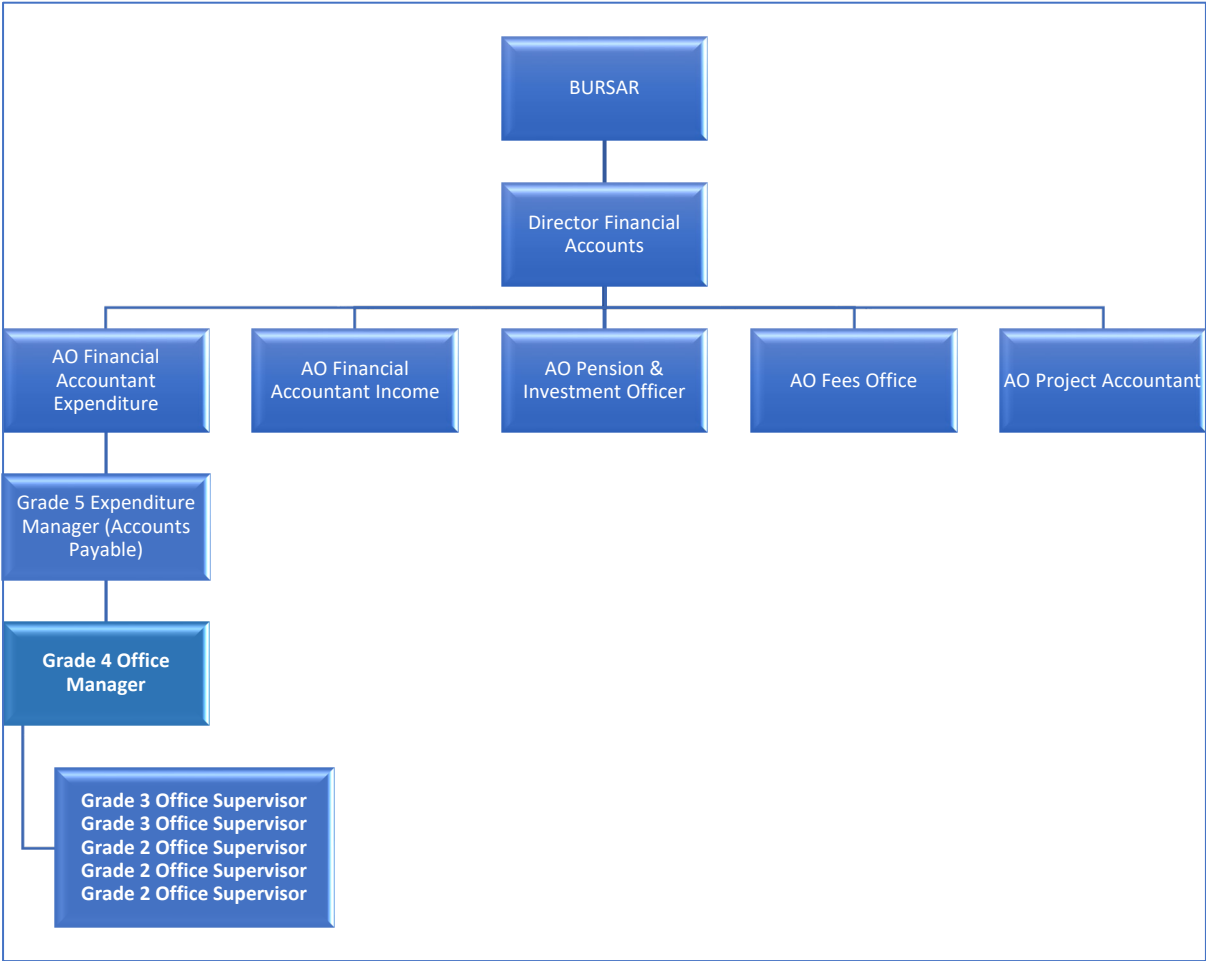 BURSAR
Director Financial
Accounts
AO Financial
Accountant
Expenditure
AO Financial
Accountant Income
AO Pension &
Investment Officer
AO Fees Office
AO Project Accountant
Grade 5 Expenditure
Manager (Accounts
Payable)
Grade 4 Office
Manager
Grade 3 Office Supervisor
Grade 3 Office Supervisor
Grade 2 Office Supervisor
Grade 2 Office Supervisor
Grade 2 Office Supervisor